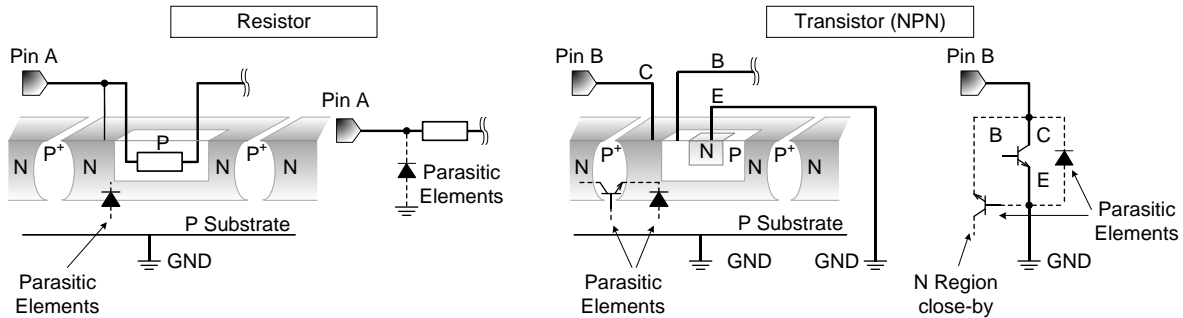 Resistor
Transistor (NPN)
Pin A
Pin A
N
P+
N
P
N
P+
N
Parasitic
Elements
P Substrate
GND
Parasitic
Elements
Pin B
C
B
E
N
P+
N
N
P
N
P+
N
P Substrate
GND
GND
Parasitic
Elements
Pin B
B
C
E
Parasitic
Elements
GND
N Region
close-by